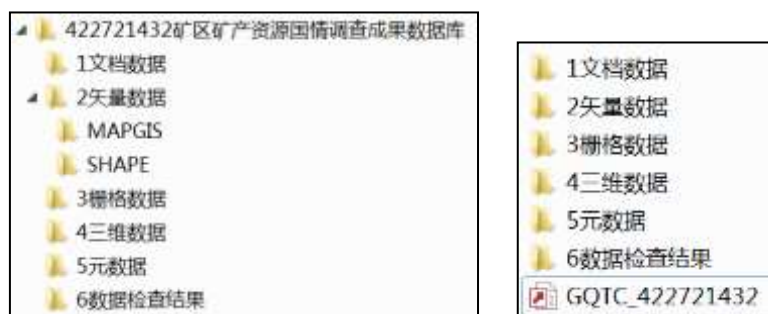 422721432矿区矿产资源国情调查成果数据库
1文档数据
2矢量数据
MAPGIS
SHAPE
3栅格数据
4三维数据
5元数据
6数据检查结果
1文档数据
2矢量数据
3栅格数据
4三维数据
5元数据
6数据检查结果
GQTC_422721432